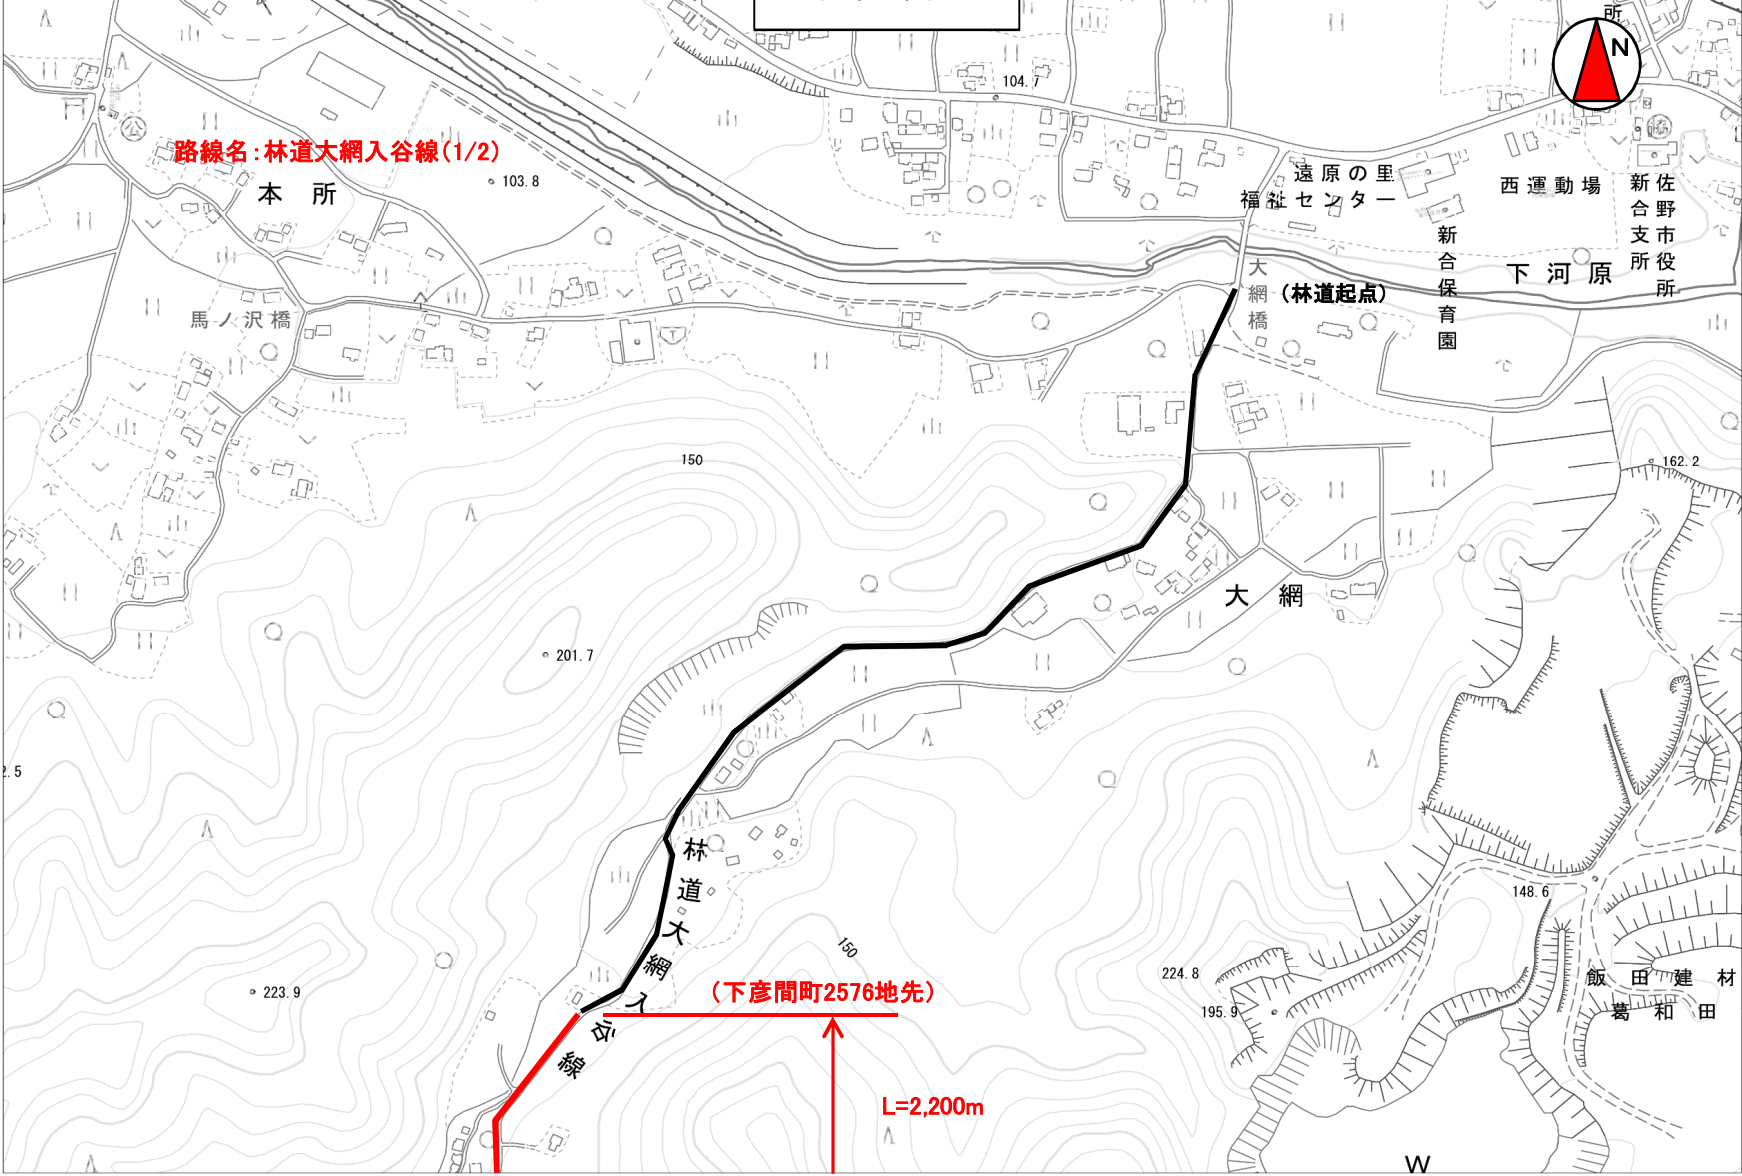 所
N
104.7
路線名:林道大網入谷線(1/2)
本所
103.8
遠原の里
福祉センター
西運動場
佐野市役所
新合支所
新合保育園
下河原
大網橋
(林道起点)
馬ノ沢橋
150
162.2
大網
201.7
2.5
林道大網入谷線
148.6
150
223.9
(下彦間町2576地先)
224.8
195.9
飯田建材
葛和田
L=2,200m
W